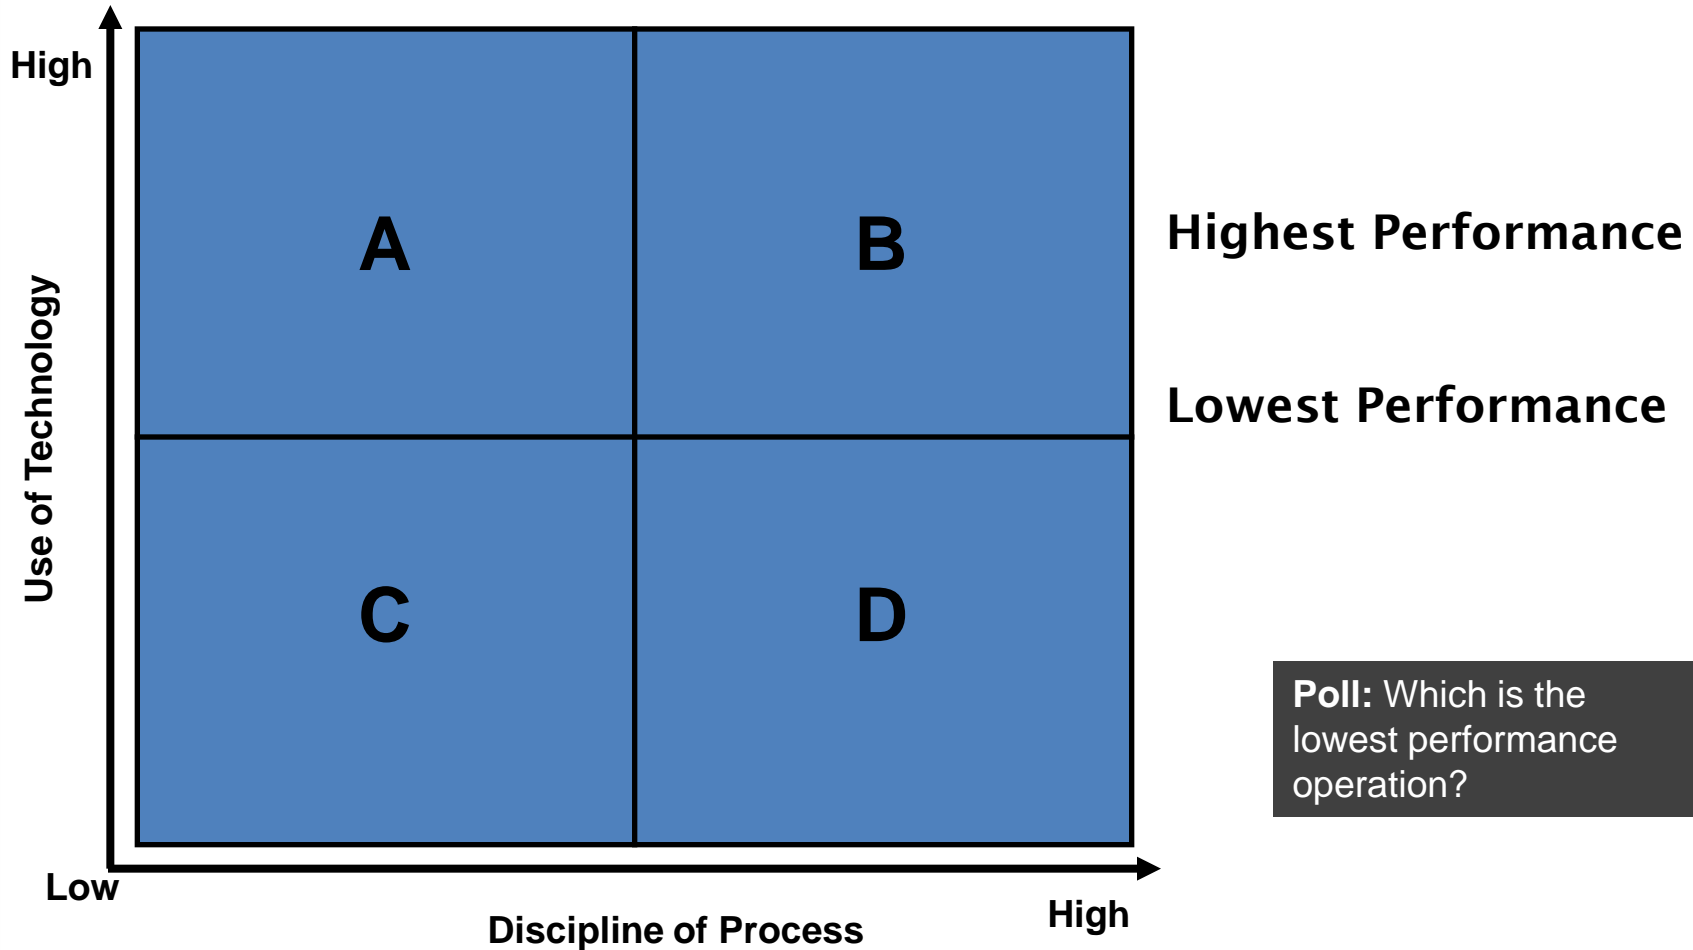 High
A
B
Highest Performance
Use of Technology
Lowest Performance
C
D
Poll: Which is the
lowest performance
operation?
Low
High
Discipline of Process